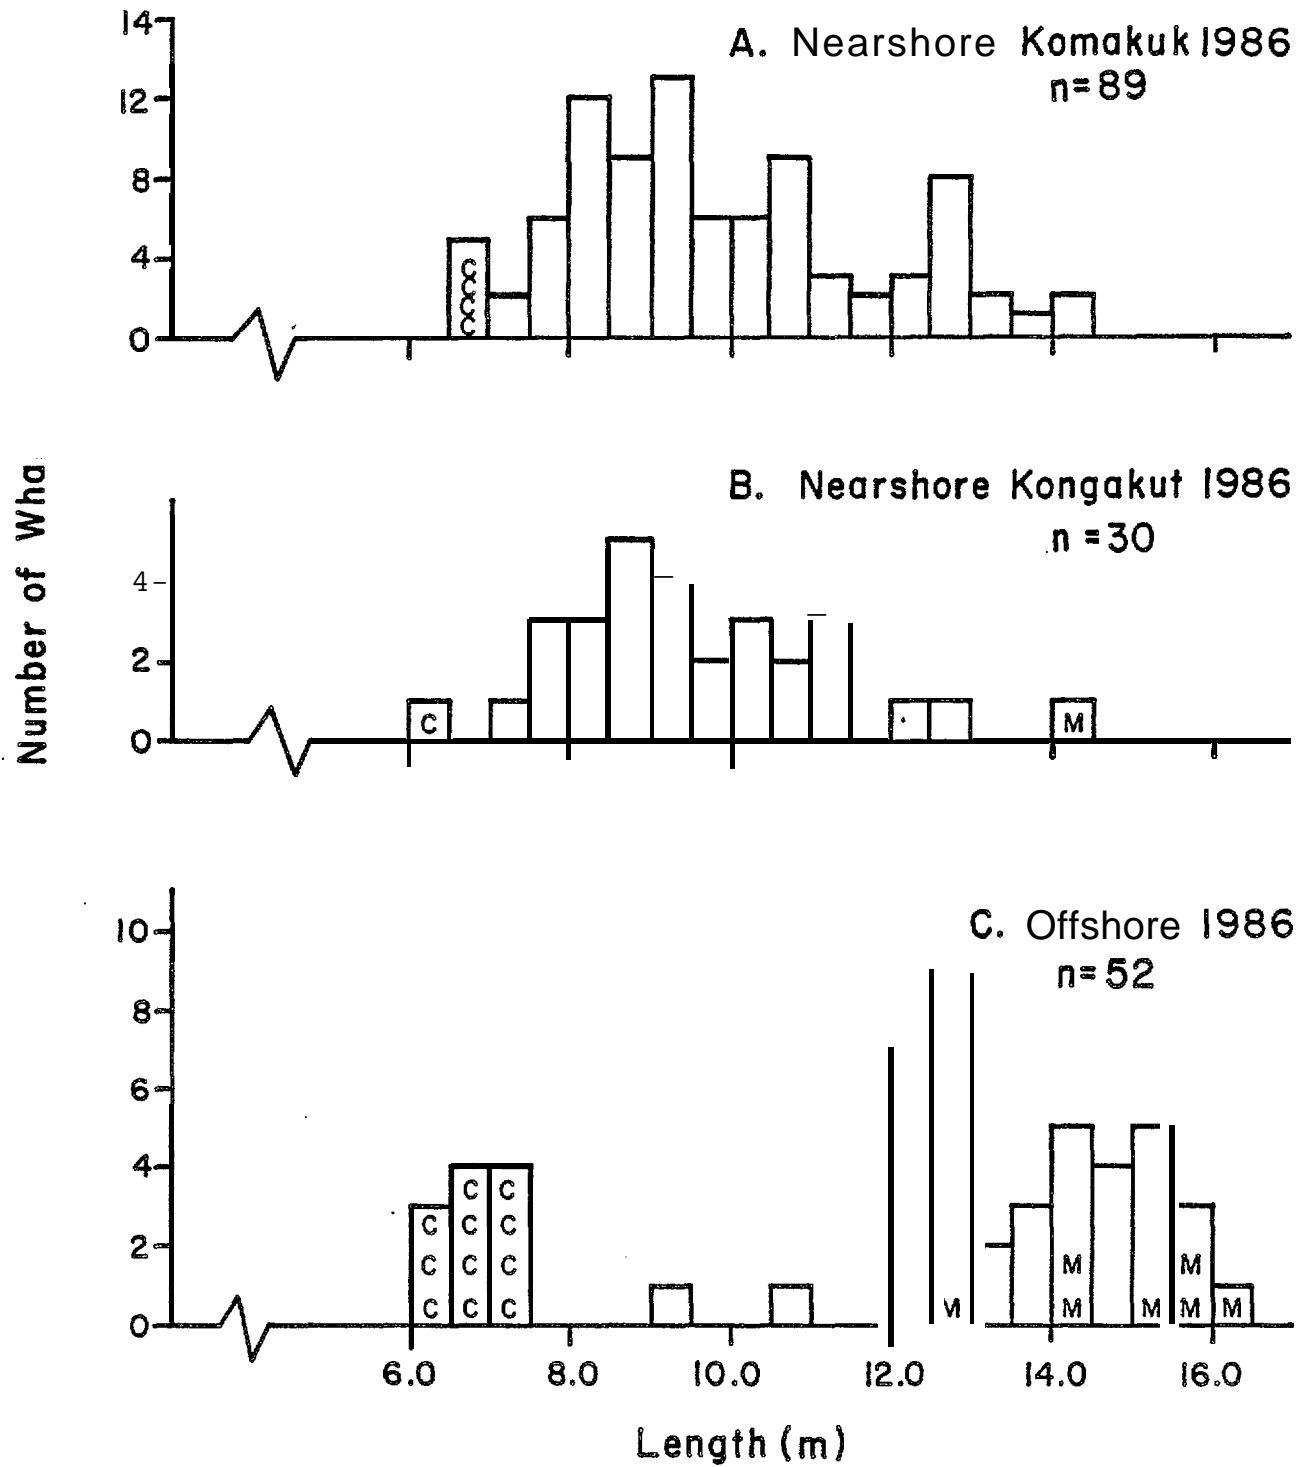 A. Nearshore Komakuk 1986
n=89
14
12
8
4
0
C
C
C
C
Number of Wha
B. Nearshore Kongakut 1986
n=30
4
2
0
C
M
C. Offshore 1986
n=52
10
8
6
4
2
0
C C
C C C
C C C M M
C C C M M M M M
6.0 8.0 10.0 12.0 14.0 16.0
Length (m)